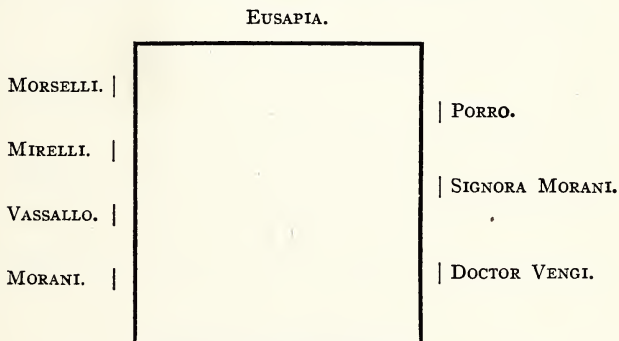 EUSAPIA.
MORSELLI. |
| PORRO.
MIRELLI. |
| SIGNORA MORANI.
VASSALLO. |
MORANI. |
| DOCTOR VENGI.